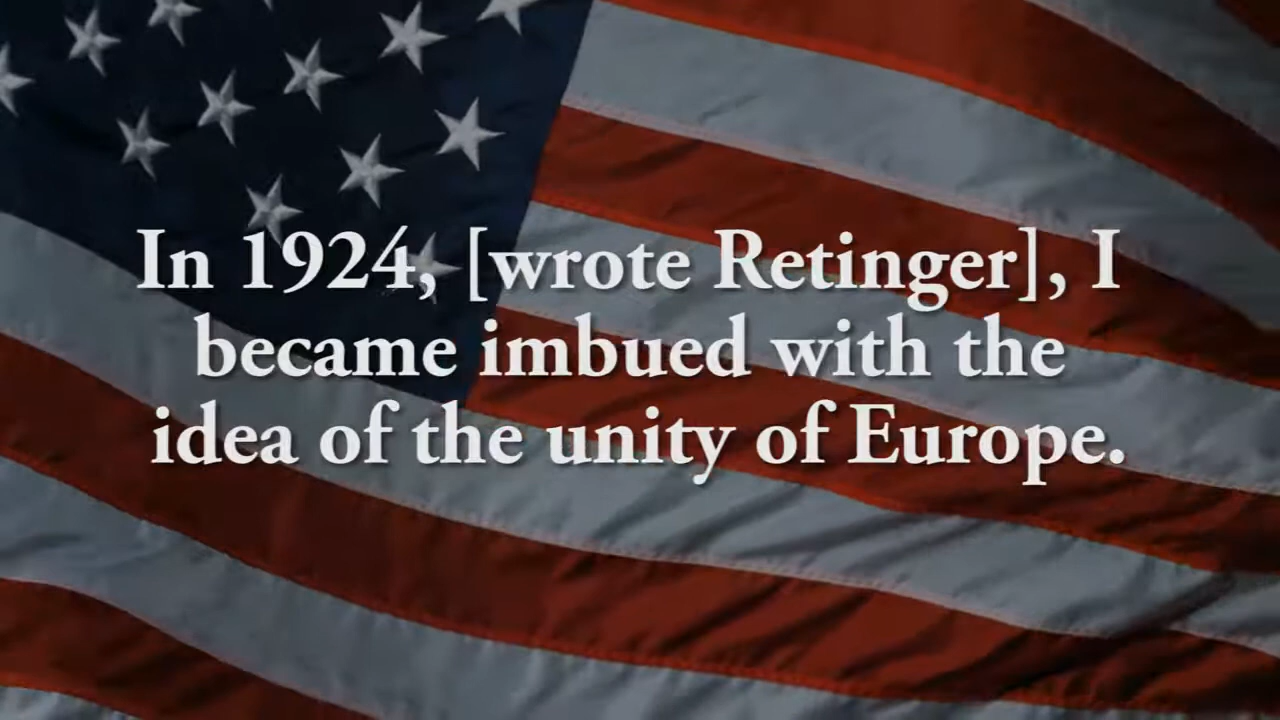 In 1924, [wrote Retinger], I
became imbued with the
idea of the unity of Europe.